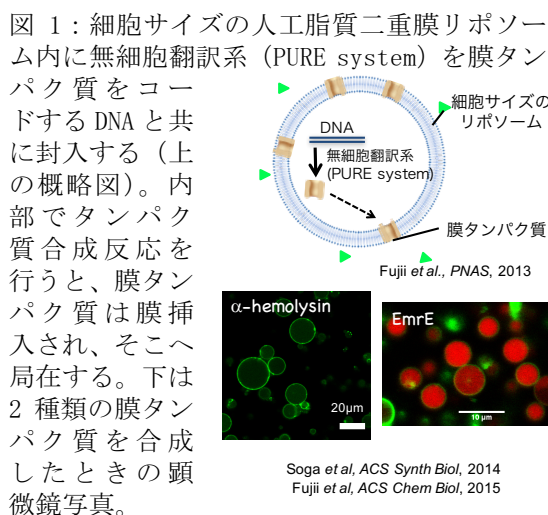 図 1：細胞サイズの人工脂質二重膜リポソー
ム内に無細胞翻訳系（PURE system）を膜タン
パク質をコー
ドする DNA と共
に封入する（上
の概略図）。内
部でタンパク
質合成反応を
行うと、膜タン
パク質は膜挿
入され、そこへ
局在する。下は
2 種類の膜タン
パク質を合成
したときの顕
微鏡写真。
細胞サイズの
リポソーム
DNA
無細胞翻訳系
(PURE system)
膜タンパク質
Fujii et al., PNAS, 2013
α-hemolysin
20μm
EmrE
10 μm
Soga et al, ACS Synth Biol, 2014
Fujii et al, ACS Chem Biol, 2015